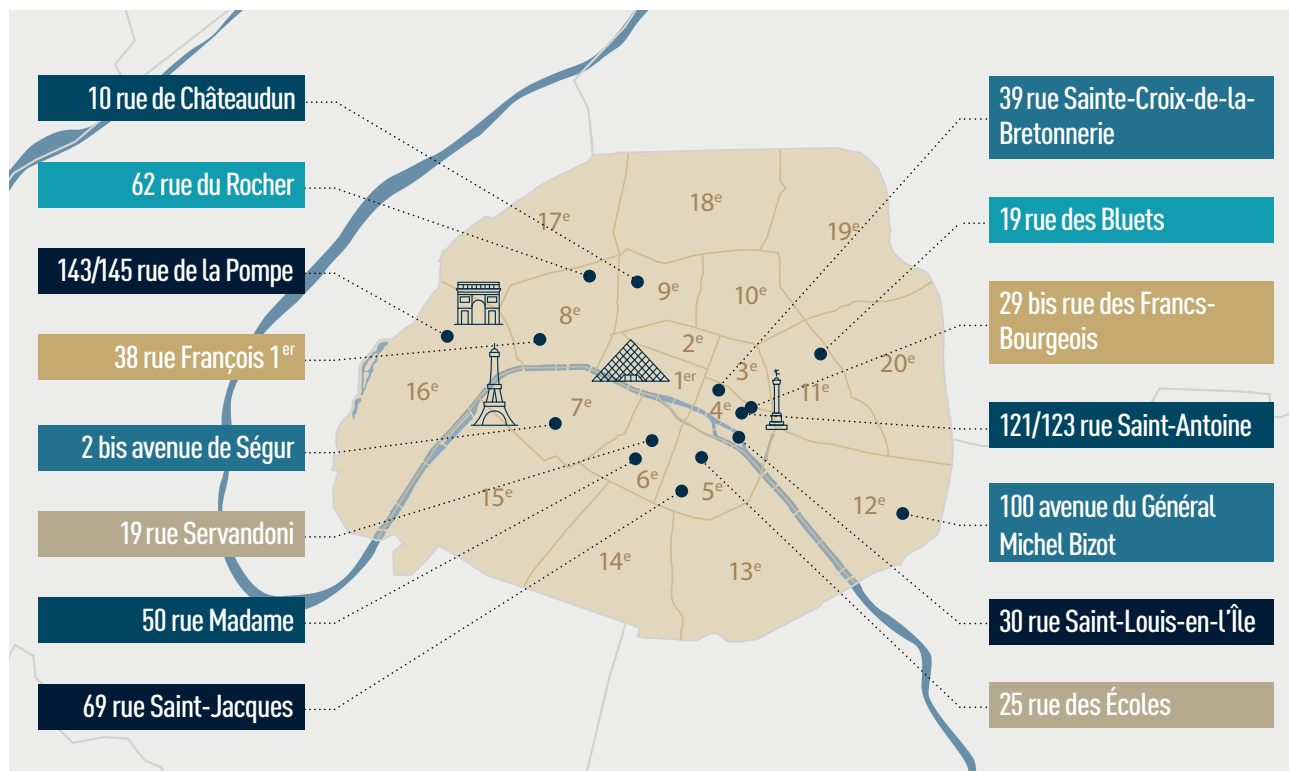 10 rue de Châteaudun
62 rue du Rocher
143/145 rue de la Pompe
38 rue François 1er
2 bis avenue de Ségur
19 rue Servandoni
50 rue Madame
69 rue Saint-Jacques
17e
18e
19e
8e
9e
10e
2e
1er
3e
4e
11e
20e
16e
7e
15e
6e
5e
12e
14e
13e
39 rue Sainte-Croix-de-la-
Bretonnerie
19 rue des Bluets
29 bis rue des Francs-
Bourgeois
121/123 rue Saint-Antoine
100 avenue du Général
Michel Bizot
30 rue Saint-Louis-en-l'Île
25 rue des Écoles